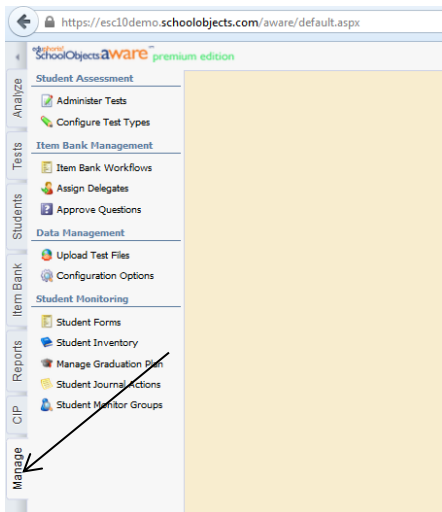 https://esc10demo.schoolobjects.com/aware/default.aspx
eduphoria!
SchoolObjects:aware premium edition
Student Assessment
Administer Tests
Configure Test Types
Item Bank Management
Item Bank Workflows
Assign Delegates
Approve Questions
Data Management
Upload Test Files
Configuration Options
Student Monitoring
Student Forms
Student Inventory
Manage Graduation Plan
Student Journal Actions
Student Monitor Groups
Analyze
Tests
Students
Item Bank
Reports
CIP
Manage